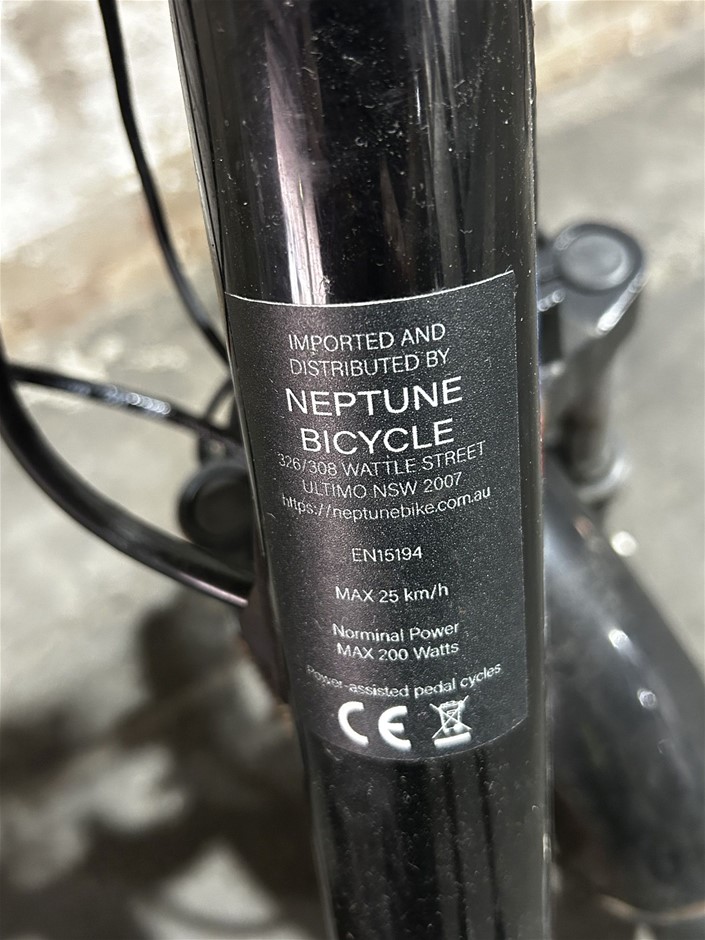 IMPORTED AND
DISTRIBUTED BY
NEPTUNE
BICYCLE
326/308 WATTLE STREET
ULTIMO NSW 2007
https://neptunebike.com.au
EN15194
MAX 25 km/h
Norminal Power
MAX 200 Watts
Power-assisted pedal cycles
CE